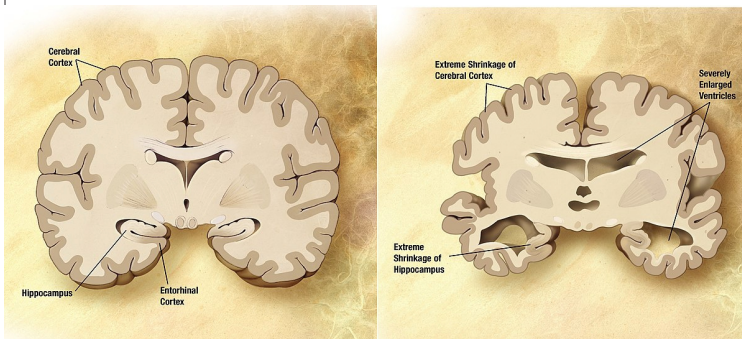 Cerebral
Cortex
Hippocampus
Entorhinal
Cortex
Extreme Shrinkage of
Cerebral Cortex
Severely
Enlarged
Ventricles
Extreme
Shrinkage of
Hippocampus